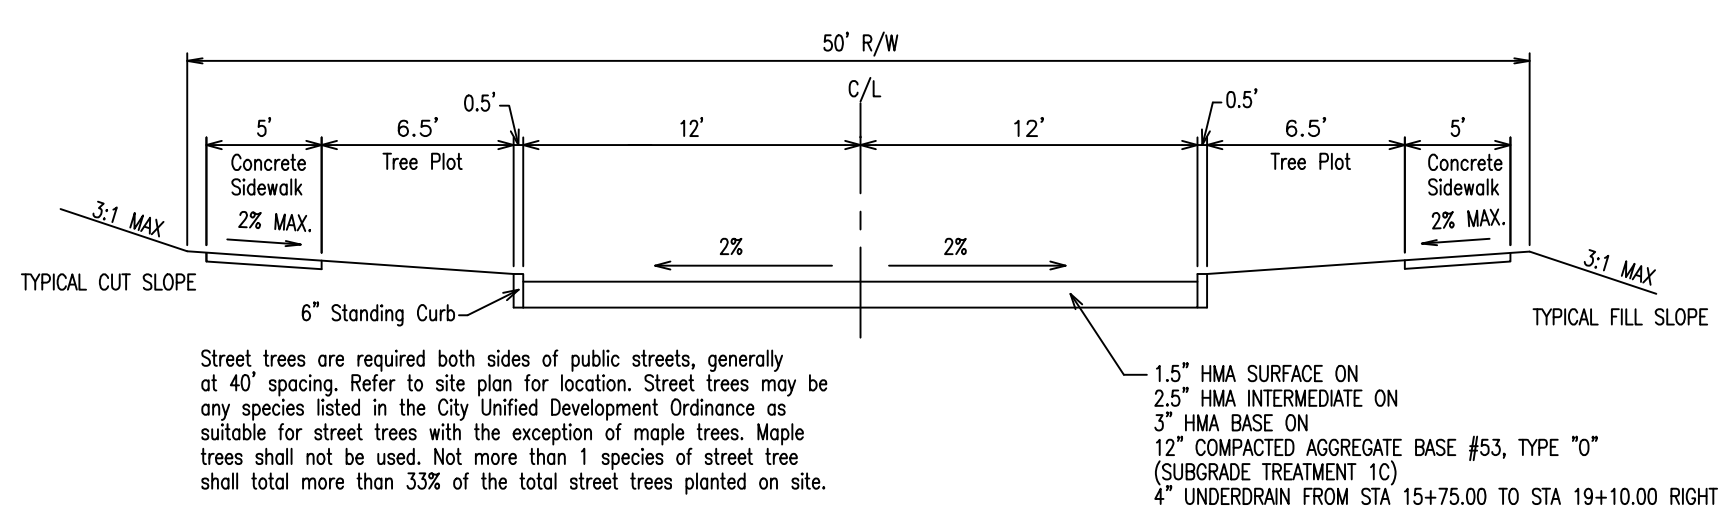 50' R/W
C/L
0.5'
0.5'
5'
6.5'
12'
12'
6.5'
5'
Concrete
Sidewalk
Tree Plot
Tree Plot
Concrete
Sidewalk
3:1 MAX
2% MAX.
2%
2%
2% MAX.
3:1 MAX
TYPICAL CUT SLOPE
6" Standing Curb
TYPICAL FILL SLOPE
Street trees are required both sides of public streets, generally
at 40' spacing. Refer to site plan for location. Street trees may be
any species listed in the City Unified Development Ordinance as
suitable for street trees with the exception of maple trees. Maple
trees shall not be used. Not more than 1 species of street tree
shall total more than 33% of the total street trees planted on site.
1.5" HMA SURFACE ON
2.5" HMA INTERMEDIATE ON
3" HMA BASE ON
12" COMPACTED AGGREGATE BASE #53, TYPE "O"
(SUBGRADE TREATMENT 1C)
4" UNDERDRAIN FROM STA 15+75.00 TO STA 19+10.00 RIGHT